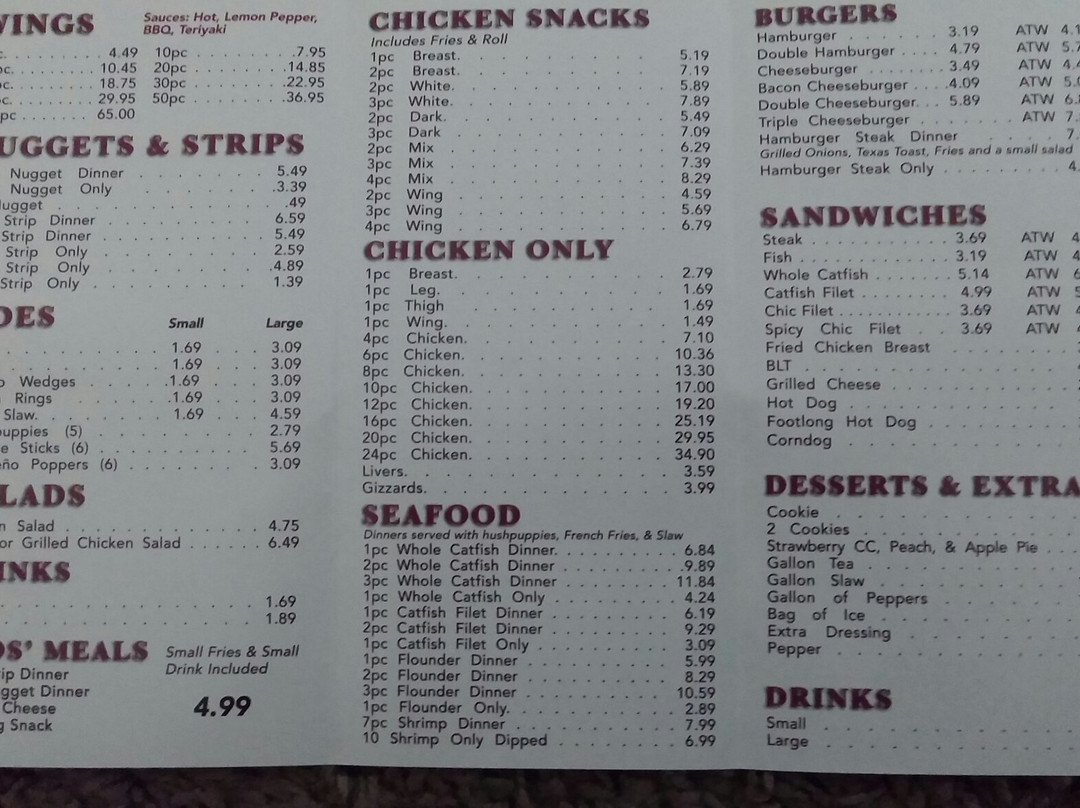 WINGS
Sauces: Hot, Lemon Pepper,
BBQ, Teriyaki
4.49 10pc .7.95
10.45 20pc 14.85
18.75 30pc .22.95
29.95 50pc .36.95
pc 65.00
NUGGETS & STRIPS
Nugget Dinner 5.49
Nugget Only .3.39
Nugget .49
Strip Dinner 6.59
Strip Dinner 5.49
Strip Only 2.59
Strip Only .4.89
Strip Only 1.39
Small Large
1.69 3.09
1.69 3.09
Wedges .1.69 3.09
Rings .1.69 3.09
Slaw. 1.69 4.59
uppies (5) 2.79
e Sticks (6) 5.69
eño Poppers (6) 3.09
LADS
n Salad 4.75
or Grilled Chicken Salad 6.49
INKS
1.69
1.89
DS' MEALS Small Fries & Small
Drink Included
ip Dinner
gget Dinner
Cheese
g Snack
4.99
CHICKEN SNACKS
Includes Fries & Roll
1pc Breast. 5.19
2pc Breast. 7.19
2pc White. 5.89
3pc White. 7.89
2pc Dark. 5.49
3pc Dark 7.09
2pc Mix 6.29
3pc Mix 7.39
4pc Mix 8.29
2pc Wing 4.59
3pc Wing 5.69
4pc Wing 6.79
CHICKEN ONLY
1pc Breast. 2.79
1pc Leg. 1.69
1pc Thigh 1.69
1pc Wing. 1.49
4pc Chicken. 7.10
6pc Chicken. 10.36
8pc Chicken. 13.30
10pc Chicken. 17.00
12pc Chicken. 19.20
16pc Chicken. 25.19
20pc Chicken. 29.95
24pc Chicken. 34.90
Livers. 3.59
Gizzards. 3.99
SEAFOOD
Dinners served with hushpuppies, French Fries, & Slaw
1pc Whole Catfish Dinner. 6.84
2pc Whole Catfish Dinner .9.89
3pc Whole Catfish Dinner 11.84
1pc Whole Catfish Only 4.24
1pc Catfish Filet Dinner 6.19
2pc Catfish Filet Dinner 9.29
1pc Catfish Filet Only 3.09
1pc Flounder Dinner 5.99
2pc Flounder Dinner 8.29
3pc Flounder Dinner 10.59
1pc Flounder Only. 2.89
7pc Shrimp Dinner 7.99
10 Shrimp Only Dipped 6.99
BURGERS
Hamburger 3.19 ATW
Double Hamburger 4.79 ATW
Cheeseburger 3.49 ATW
Bacon Cheeseburger 4.09 ATW
Double Cheeseburger. 5.89 ATW
Triple Cheeseburger ATW
Hamburger Steak Dinner
Grilled Onions, Texas Toast, Fries and a small salad
Hamburger Steak Only
SANDWICHES
Steak 3.69 ATW
Fish 3.19 ATW
Whole Catfish 5.14 ATW
Catfish Filet 4.99 ATW
Chic Filet 3.69 ATW
Spicy Chic Filet 3.69 ATW
Fried Chicken Breast
BLT
Grilled Cheese
Hot Dog
Footlong Hot Dog
Corndog
DESSERTS & EXTRA
Cookie
2 Cookies
Strawberry CC, Peach, & Apple Pie
Gallon Tea
Gallon Slaw
Gallon of Peppers
Bag of Ice
Extra Dressing
Pepper
DRINKS
Small
Large